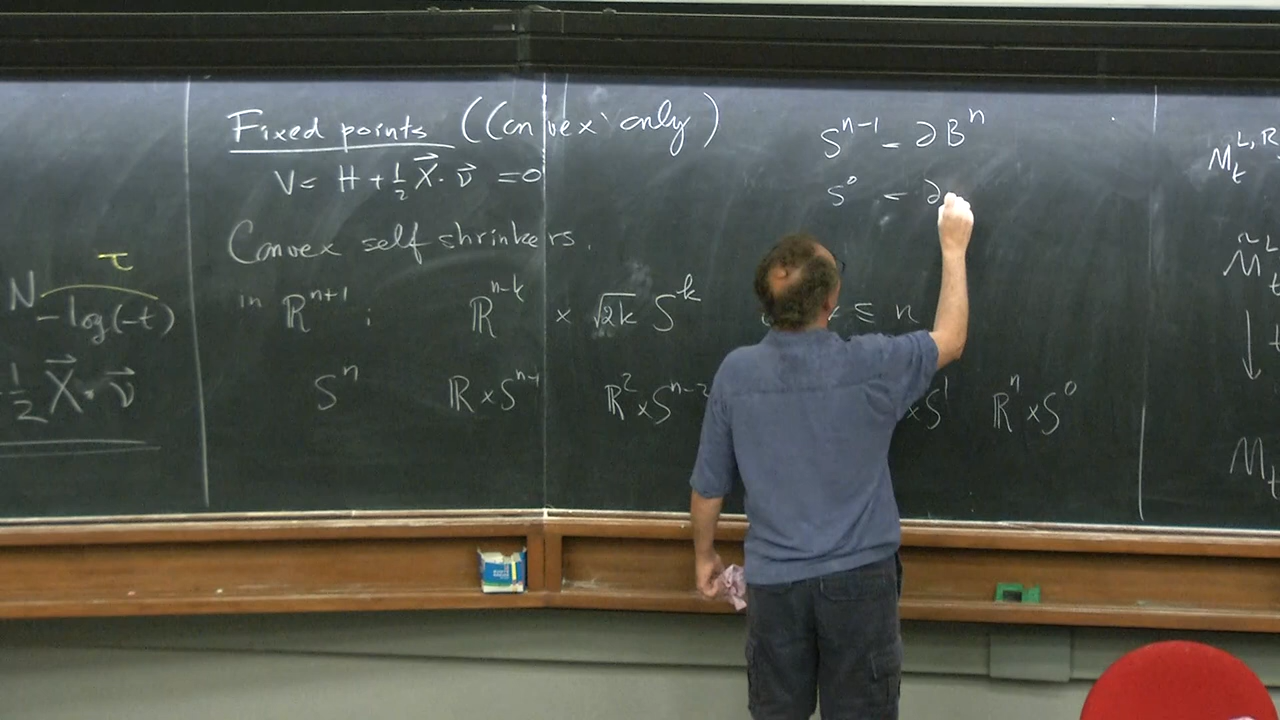 τ
N
-log(-t)
½ X⃗·ν⃗
Fixed points (Convex only)
V = H + ½ X⃗·ν⃗ = 0
Convex self shrinkers.
in ℝⁿ⁺¹ : ℝⁿ⁻ᵏ × √2k Sᵏ ≤ n
Sⁿ ℝ×Sⁿ⁻¹ ℝ²×Sⁿ⁻² ×S¹ ℝⁿ×S⁰
Sⁿ⁻¹ = ∂Bⁿ
S⁰ = ∂
M_t^{L,R}
M̃_t^L
↓
M_t